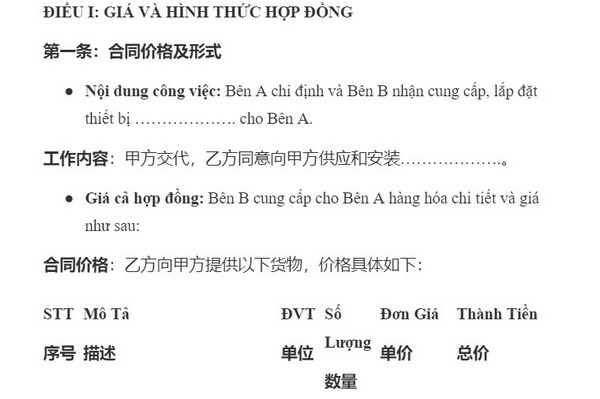 ĐIỀU I: GIÁ VÀ HÌNH THỨC HỢP ĐỒNG
第一条：合同价格及形式
● Nội dung công việc: Bên A chỉ định và Bên B nhận cung cấp, lắp đặt
thiết bị ………………. cho Bên A.
工作内容：甲方交代，乙方同意向甲方供应和安装……………….。
● Giá cả hợp đồng: Bên B cung cấp cho Bên A hàng hóa chi tiết và giá
như sau:
合同价格：乙方向甲方提供以下货物，价格具体如下：
STT Mô Tả ĐVT Số Đơn Giá Thành Tiền
Lượng
序号 描述 单位 单价 总价
数量